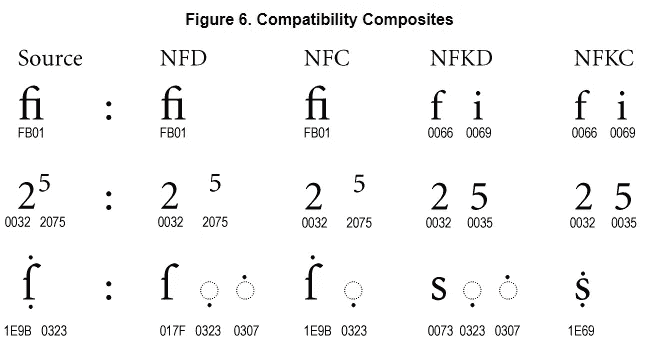 Figure 6. Compatibility Composites
Source NFD NFC NFKD NFKC
ﬁ : ﬁ ﬁ f i f i
FB01 FB01 FB01 0066 0069 0066 0069
2⁵ : 2 ⁵ 2 ⁵ 2 5 2 5
0032 2075 0032 2075 0032 2075 0032 0035 0032 0035
ẛ̣ : ſ ◌̣ ◌̇ ẛ ◌̣ s ◌̣ ◌̇ ṩ
1E9B 0323 017F 0323 0307 1E9B 0323 0073 0323 0307 1E69